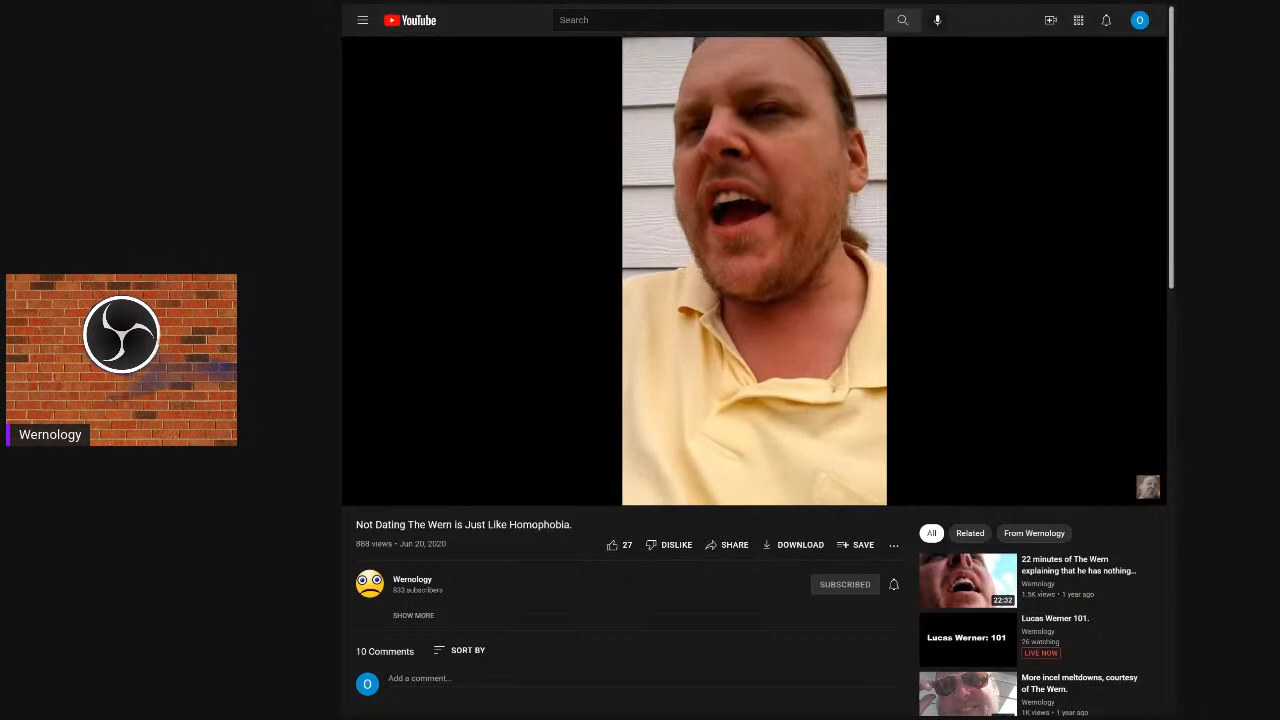 YouTube
Search
O
Wernology
Not Dating The Wern is Just Like Homophobia.
888 views • Jun 20, 2020
27
DISLIKE
SHARE
DOWNLOAD
SAVE
Wernology
833 subscribers
SUBSCRIBED
SHOW MORE
10 Comments
SORT BY
O
Add a comment...
All
Related
From Wernology
22 minutes of The Wern
explaining that he has nothing...
Wernology
1.5K views • 1 year ago
22:32
Lucas Werner: 101
Lucas Werner 101.
Wernology
26 watching
LIVE NOW
More incel meltdowns, courtesy
of The Wern.
Wernology
1K views • 1 year ago